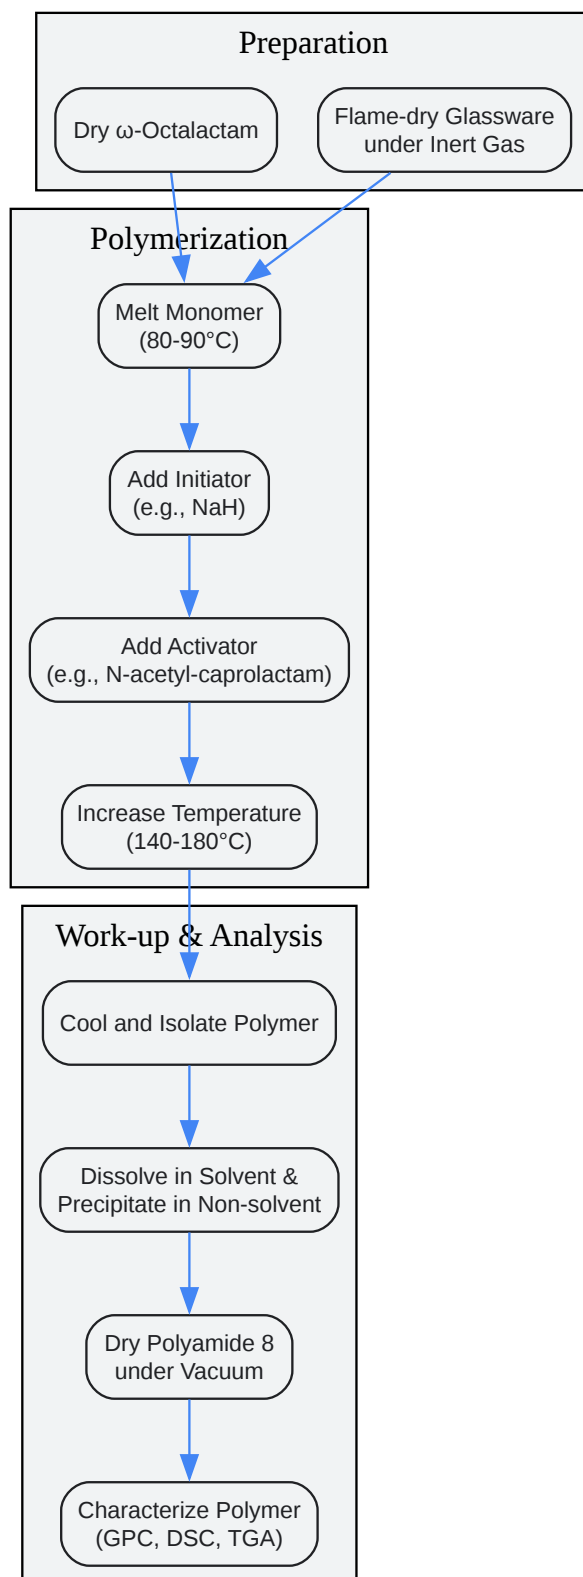 Preparation
Dry ω-Octalactam
Flame-dry Glassware
under Inert Gas
Polymerization
Melt Monomer
(80-90°C)
Add Initiator
(e.g., NaH)
Add Activator
(e.g., N-acetyl-caprolactam)
Increase Temperature
(140-180°C)
Work-up & Analysis
Cool and Isolate Polymer
Dissolve in Solvent &
Precipitate in Non-solvent
Dry Polyamide 8
under Vacuum
Characterize Polymer
(GPC, DSC, TGA)